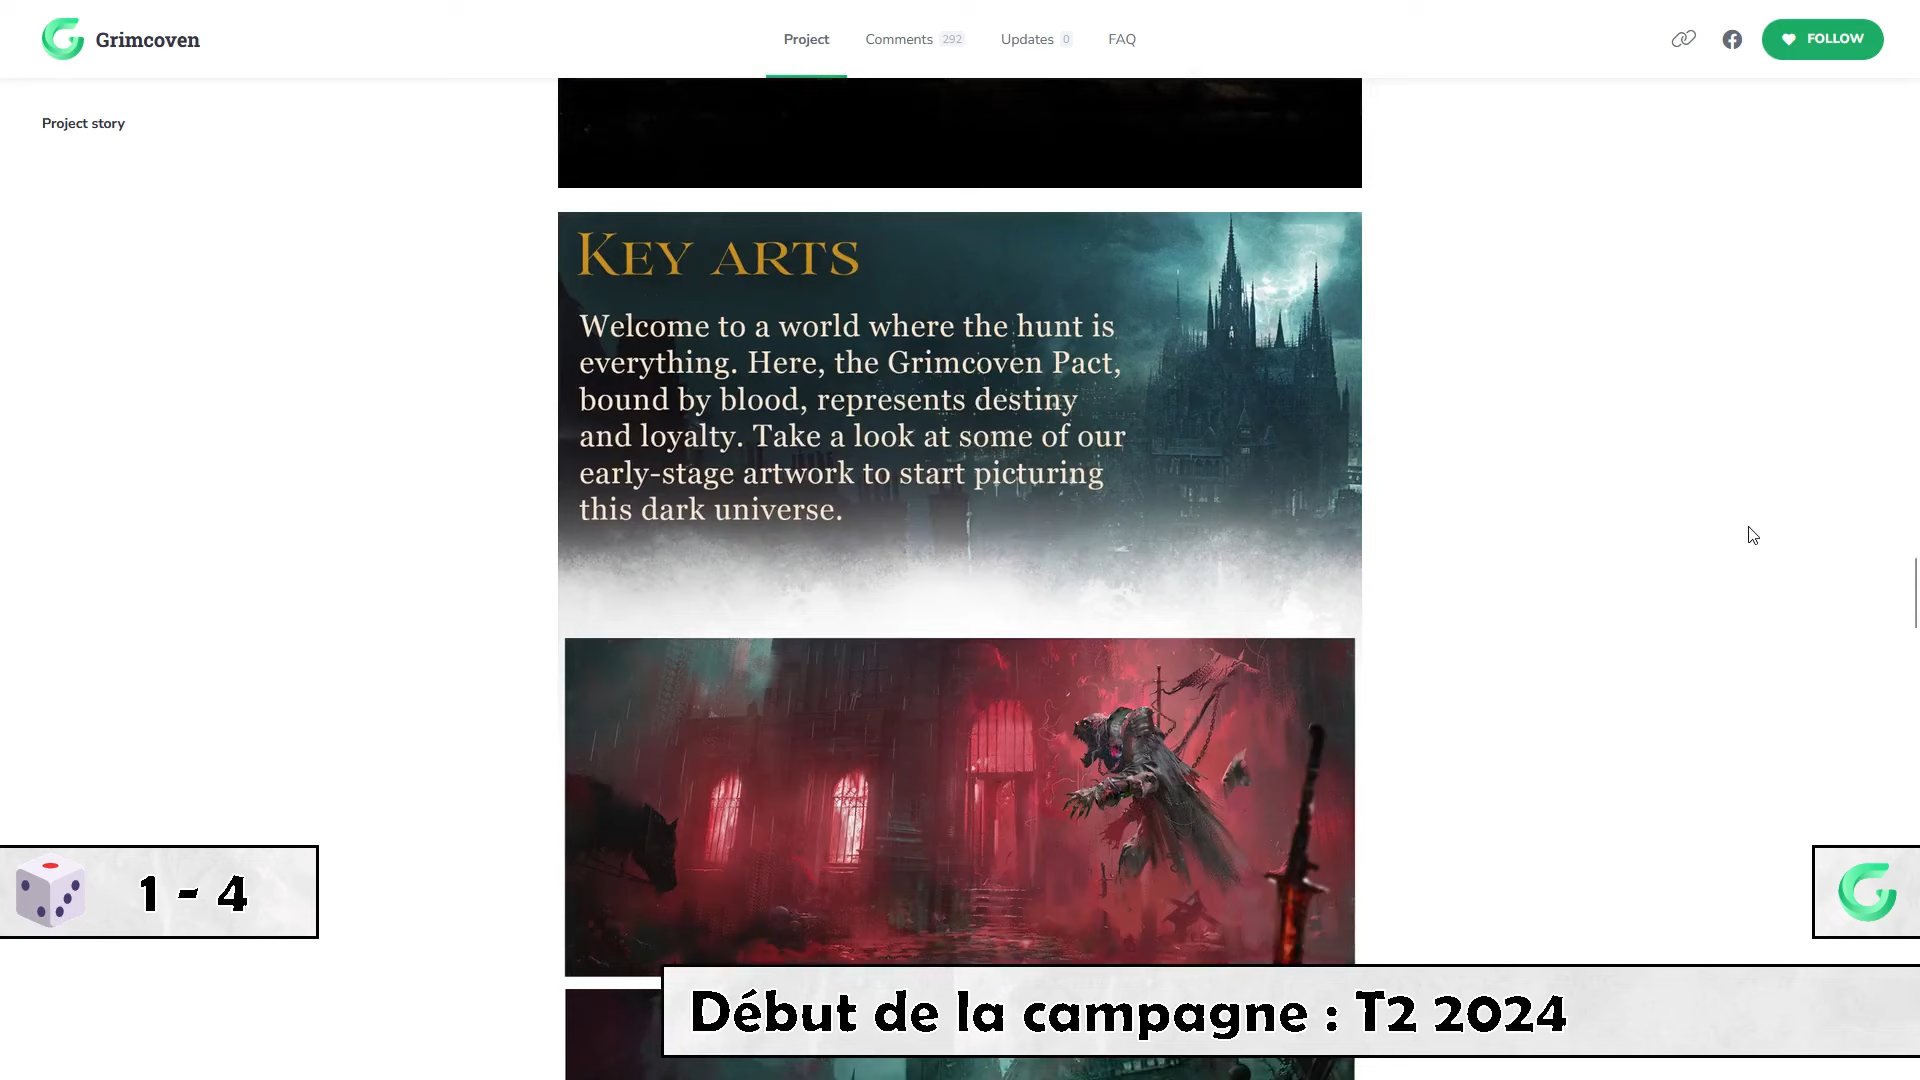 Grimcoven
Project
Comments 292
Updates 0
FAQ
FOLLOW
Project story
KEY ARTS
Welcome to a world where the hunt is
everything. Here, the Grimcoven Pact,
bound by blood, represents destiny
and loyalty. Take a look at some of our
early-stage artwork to start picturing
this dark universe.
1 - 4
Début de la campagne : T2 2024